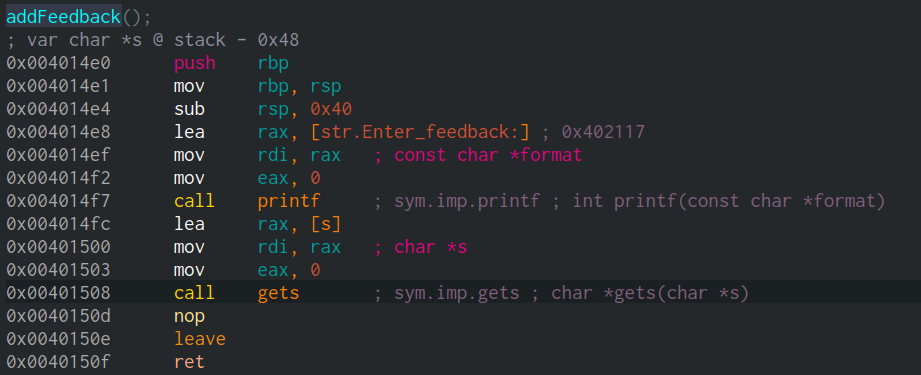 addFeedback();
; var char *s @ stack - 0x48
0x004014e0 push rbp
0x004014e1 mov rbp, rsp
0x004014e4 sub rsp, 0x40
0x004014e8 lea rax, [str.Enter_feedback:] ; 0x402117
0x004014ef mov rdi, rax ; const char *format
0x004014f2 mov eax, 0
0x004014f7 call printf ; sym.imp.printf ; int printf(const char *format)
0x004014fc lea rax, [s]
0x00401500 mov rdi, rax ; char *s
0x00401503 mov eax, 0
0x00401508 call gets ; sym.imp.gets ; char *gets(char *s)
0x0040150d nop
0x0040150e leave
0x0040150f ret